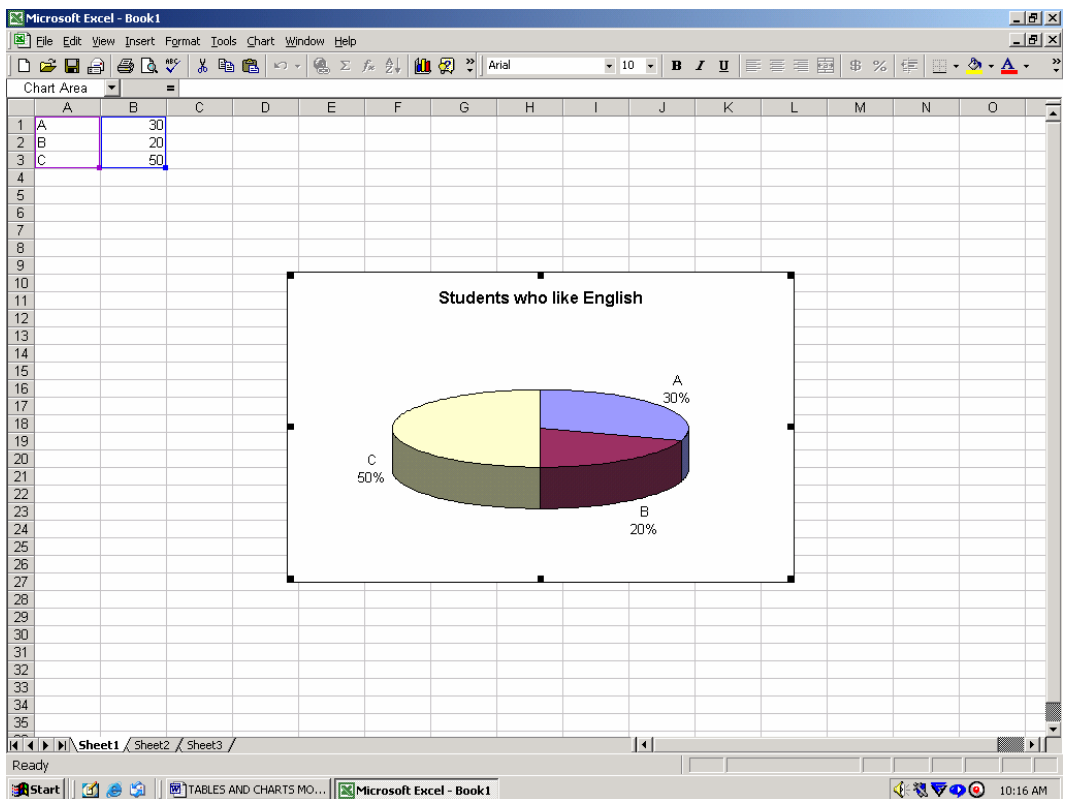 Microsoft Excel - Book1
File Edit View Insert Format Tools Chart Window Help
Arial 10 B I U $ %
Chart Area =
A B C D E F G H I J K L M N O
1 A 30
2 B 20
3 C 50
4
5
6
7
8
9
10
11
12
13
14
15
16
17
18
19
20
21
22
23
24
25
26
27
28
29
30
31
32
33
34
35
Students who like English
A
30%
C
50%
B
20%
Sheet1 Sheet2 Sheet3
Ready
Start TABLES AND CHARTS MO... Microsoft Excel - Book1 10:16 AM